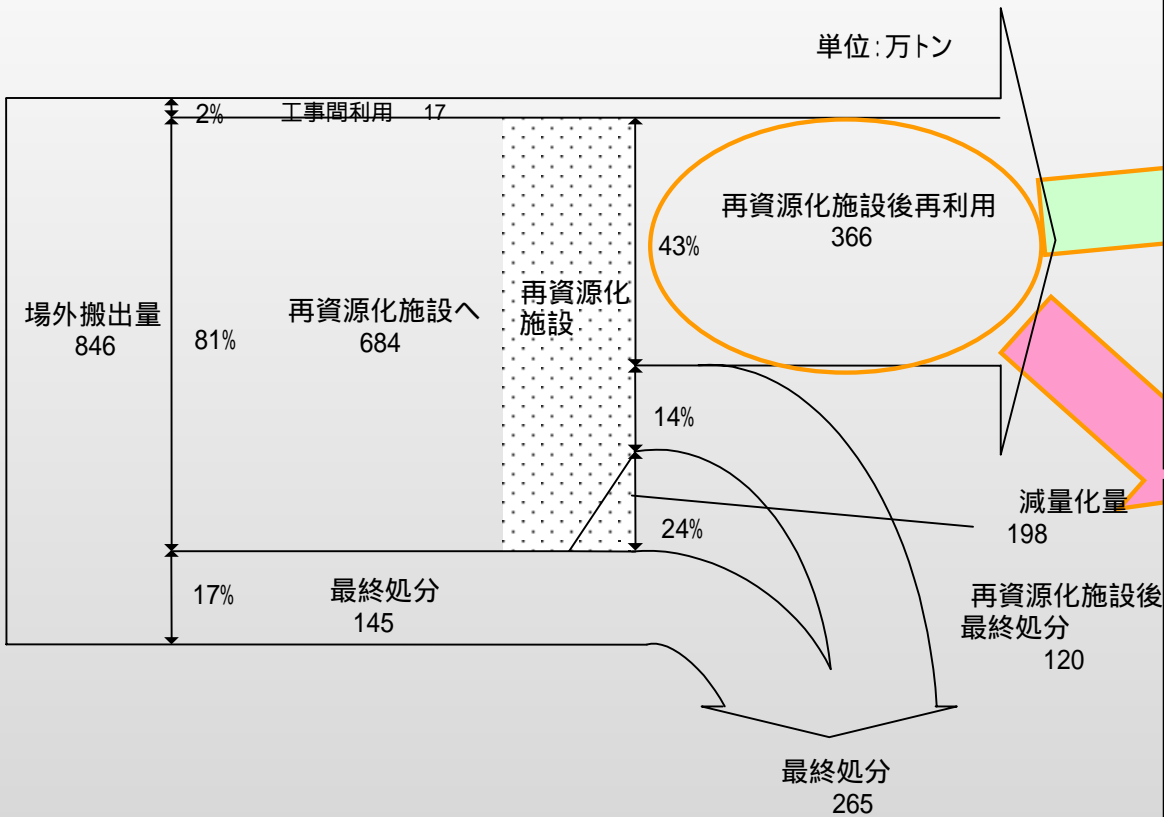 単位：万トン
2% 工事間利用 17
場外搬出量
846
81%
再資源化施設へ
684
再資源化
施設
43%
再資源化施設後再利用
366
14%
24%
減量化量
198
17%
最終処分
145
再資源化施設後
最終処分
120
最終処分
265